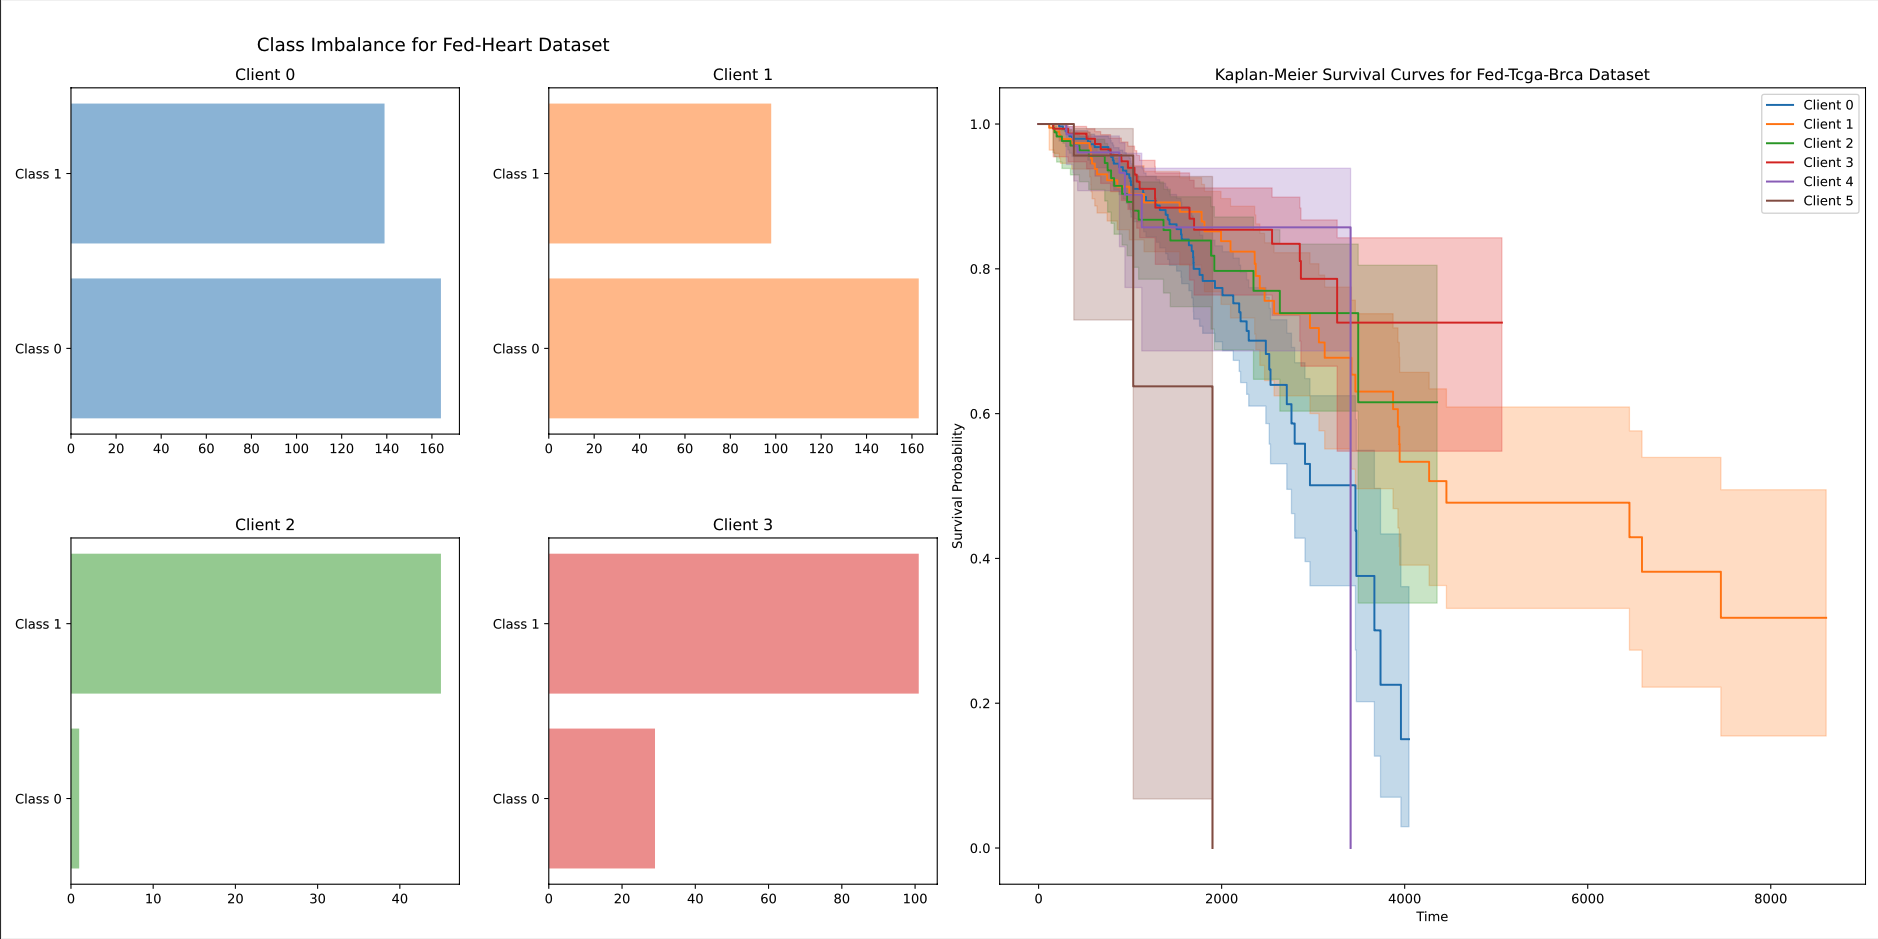 Class Imbalance for Fed-Heart Dataset
Client 0
Class 1
Class 0
0 20 40 60 80 100 120 140 160
Client 1
Class 1
Class 0
0 20 40 60 80 100 120 140 160
Client 2
Class 1
Class 0
0 10 20 30 40
Client 3
Class 1
Class 0
0 20 40 60 80 100
Kaplan-Meier Survival Curves for Fed-Tcga-Brca Dataset
Client 0
Client 1
Client 2
Client 3
Client 4
Client 5
Survival Probability
1.0
0.8
0.6
0.4
0.2
0.0
0 2000 4000 6000 8000
Time